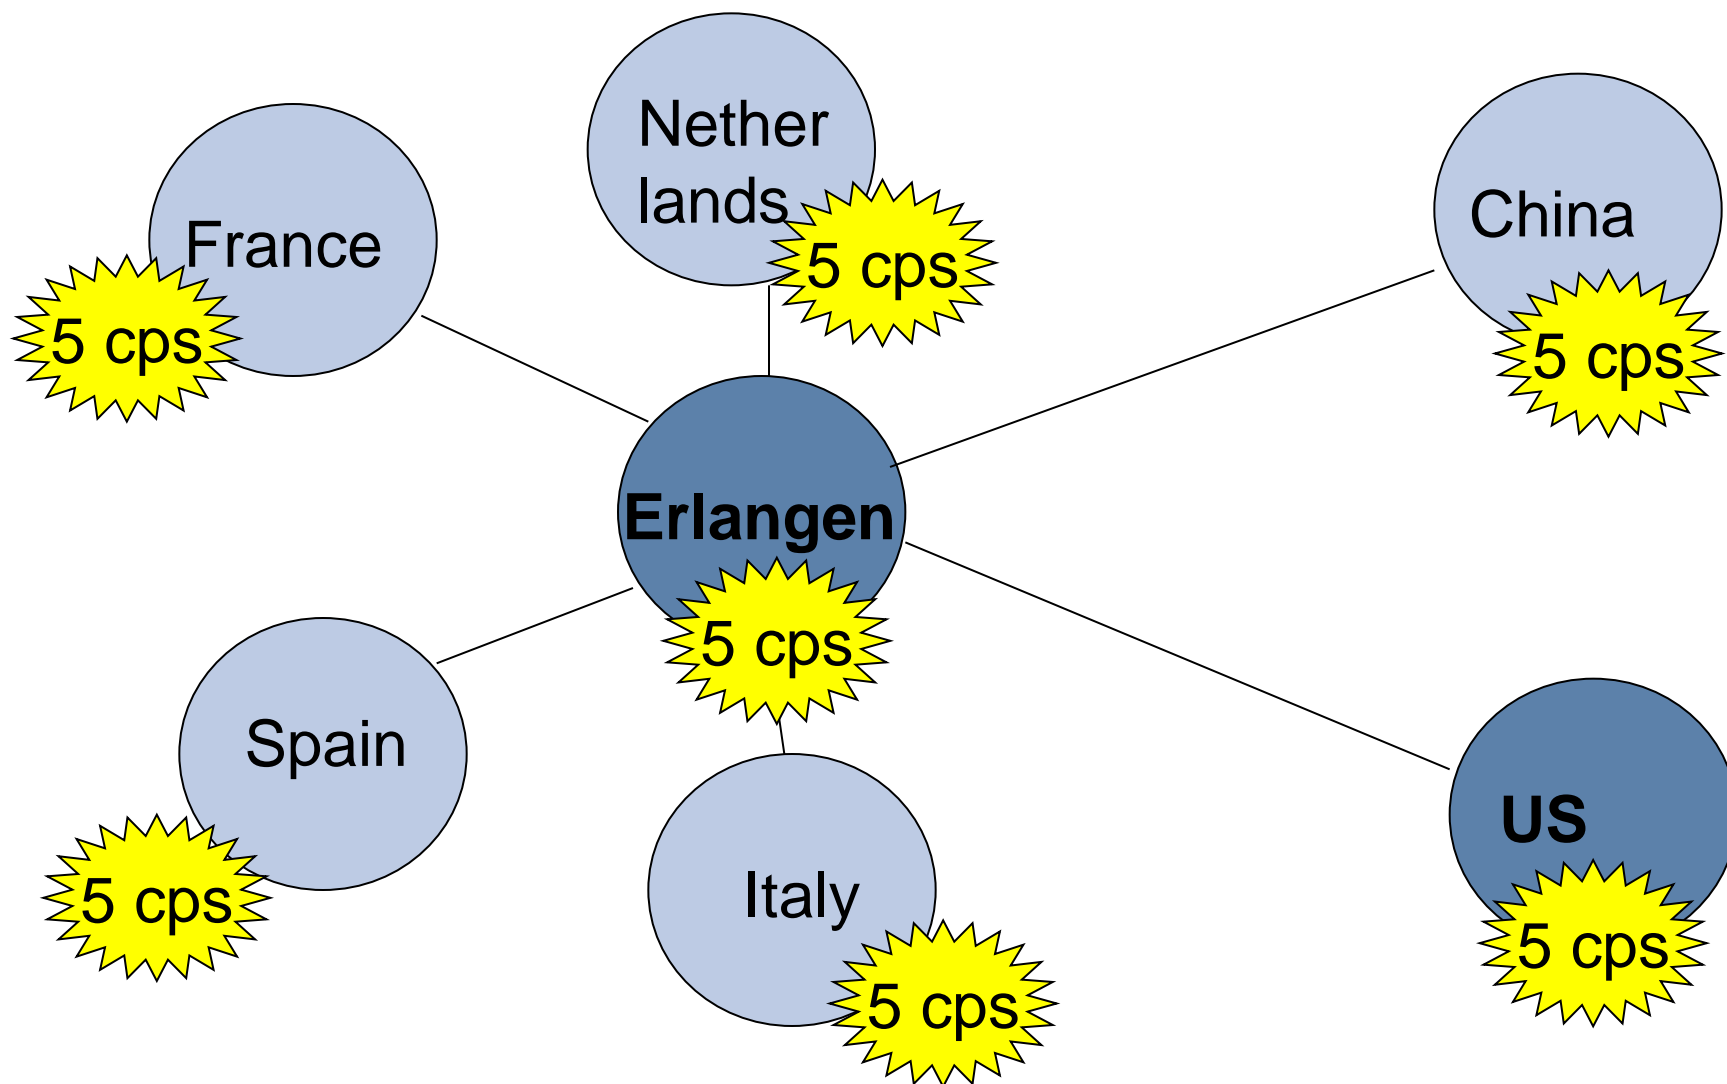 Nether
lands
5 cps
China
5 cps
France
5 cps
Erlangen
5 cps
Spain
5 cps
Italy
5 cps
US
5 cps